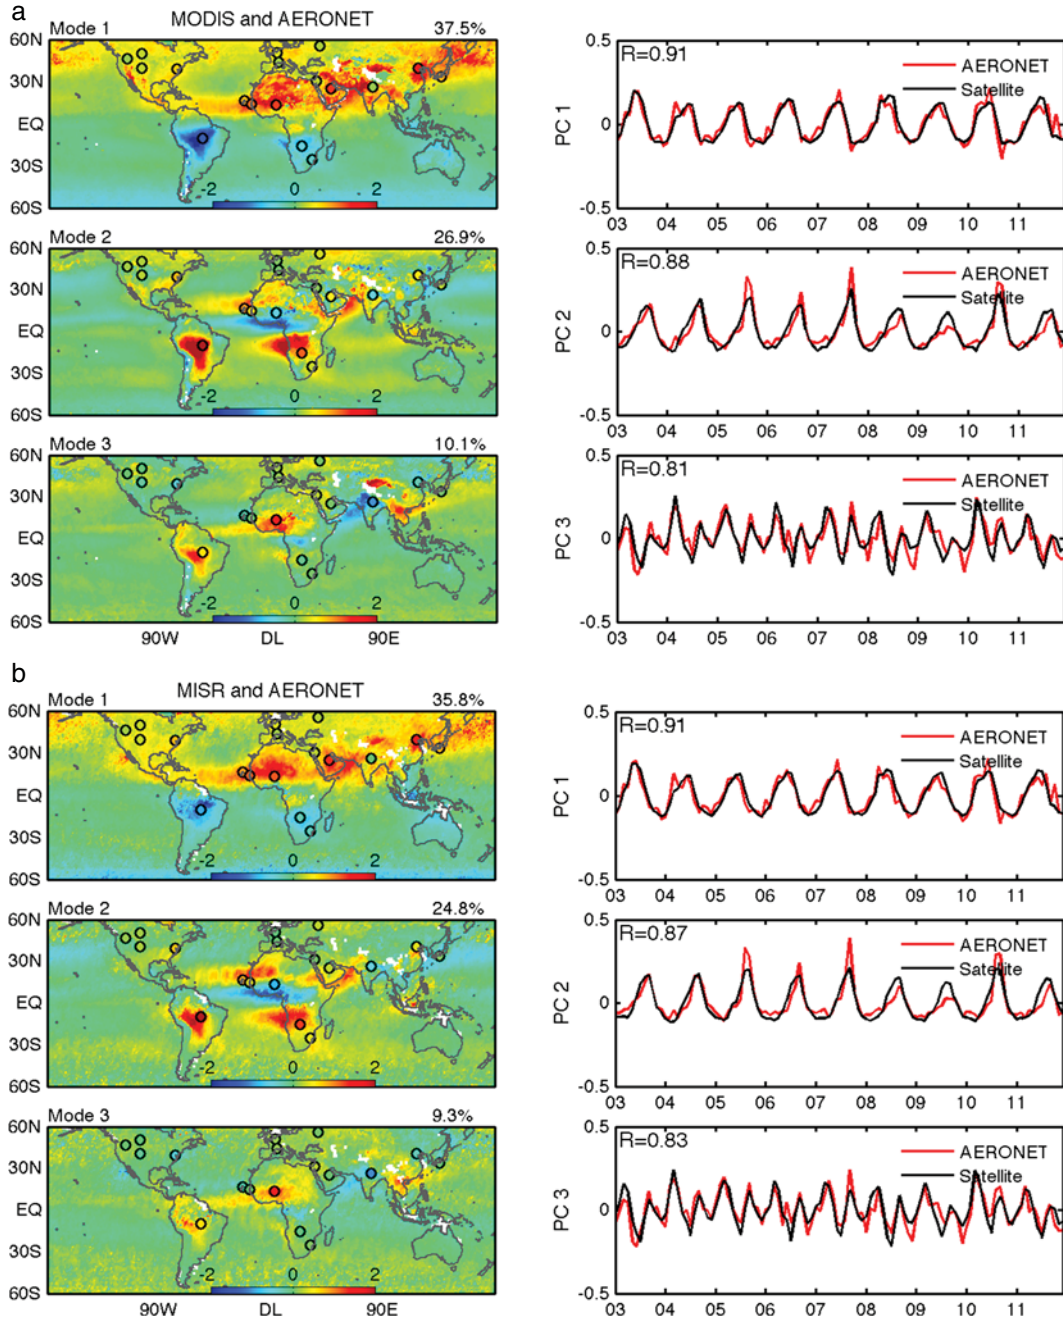 a
MODIS and AERONET
Mode 1 37.5%
60N
30N
EQ
30S
60S
-2 0 2
0.5
0
-0.5
PC 1
R=0.91
AERONET
Satellite
03 04 05 06 07 08 09 10 11
Mode 2 26.9%
60N
30N
EQ
30S
60S
-2 0 2
0.5
0
-0.5
PC 2
R=0.88
AERONET
Satellite
03 04 05 06 07 08 09 10 11
Mode 3 10.1%
60N
30N
EQ
30S
60S
-2 0 2
90W DL 90E
0.5
0
-0.5
PC 3
R=0.81
AERONET
Satellite
03 04 05 06 07 08 09 10 11
b
MISR and AERONET
Mode 1 35.8%
60N
30N
EQ
30S
60S
-2 0 2
0.5
0
-0.5
PC 1
R=0.91
AERONET
Satellite
03 04 05 06 07 08 09 10 11
Mode 2 24.8%
60N
30N
EQ
30S
60S
-2 0 2
0.5
0
-0.5
PC 2
R=0.87
AERONET
Satellite
03 04 05 06 07 08 09 10 11
Mode 3 9.3%
60N
30N
EQ
30S
60S
-2 0 2
90W DL 90E
0.5
0
-0.5
PC 3
R=0.83
AERONET
Satellite
03 04 05 06 07 08 09 10 11